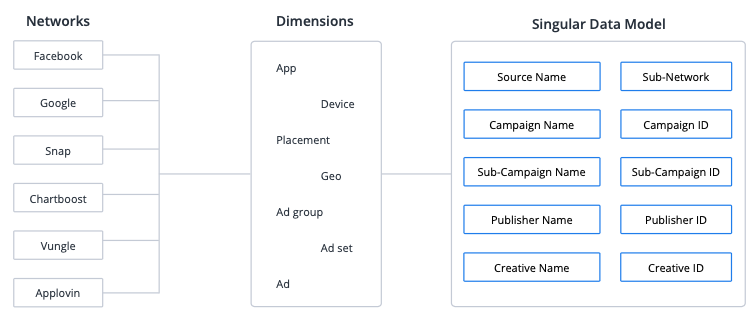 Networks
Facebook
Google
Snap
Chartboost
Vungle
Applovin
Dimensions
App
Device
Placement
Geo
Ad group
Ad set
Ad
Singular Data Model
Source Name
Sub-Network
Campaign Name
Campaign ID
Sub-Campaign Name
Sub-Campaign ID
Publisher Name
Publisher ID
Creative Name
Creative ID